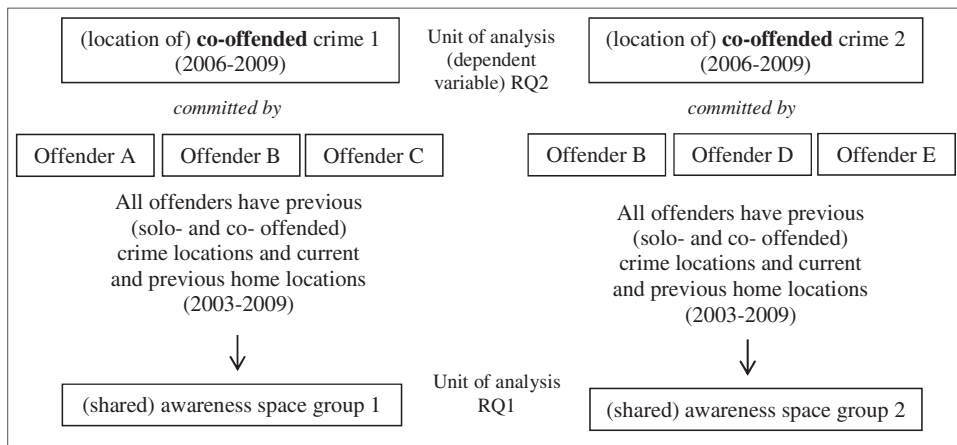 (location of) co-offended crime 1
(2006-2009)
Unit of analysis
(dependent
variable) RQ2
(location of) co-offended crime 2
(2006-2009)
committed by
committed by
Offender A
Offender B
Offender C
Offender B
Offender D
Offender E
All offenders have previous
(solo- and co- offended)
crime locations and current
and previous home locations
(2003-2009)
All offenders have previous
(solo- and co- offended)
crime locations and current
and previous home locations
(2003-2009)
(shared) awareness space group 1
Unit of analysis
RQ1
(shared) awareness space group 2